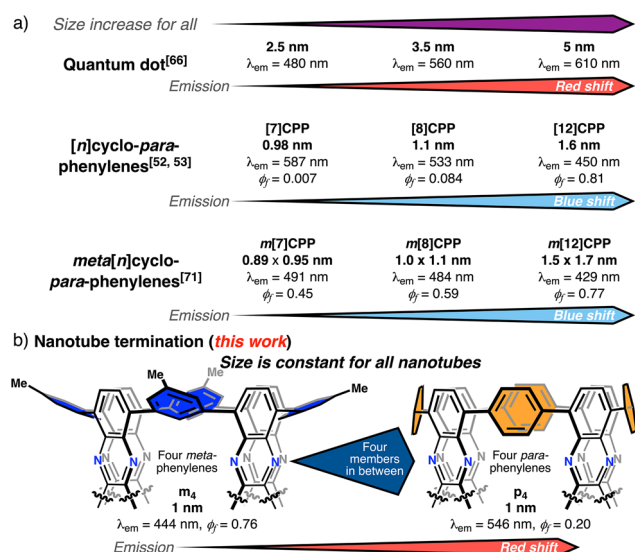 a)
Size increase for all
Quantum dot[66]
2.5 nm
λem = 480 nm
3.5 nm
λem = 560 nm
5 nm
λem = 610 nm
Emission
Red shift
[n]cyclo-para-
phenylenes[52, 53]
[7]CPP
0.98 nm
λem = 587 nm
ϕf = 0.007
[8]CPP
1.1 nm
λem = 533 nm
ϕf = 0.084
[12]CPP
1.6 nm
λem = 450 nm
ϕf = 0.81
Emission
Blue shift
meta[n]cyclo-
para-phenylenes[71]
m[7]CPP
0.89 x 0.95 nm
λem = 491 nm
ϕf = 0.45
m[8]CPP
1.0 x 1.1 nm
λem = 484 nm
ϕf = 0.59
m[12]CPP
1.5 x 1.7 nm
λem = 429 nm
ϕf = 0.77
Emission
Blue shift
b) Nanotube termination (this work)
Size is constant for all nanotubes
Me
Me
Me
N
N
N
N
Four meta-
phenylenes
m4
1 nm
λem = 444 nm, ϕf = 0.76
Four
members
in between
N
N
N
N
Four para-
phenylenes
p4
1 nm
λem = 546 nm, ϕf = 0.20
Emission
Red shift